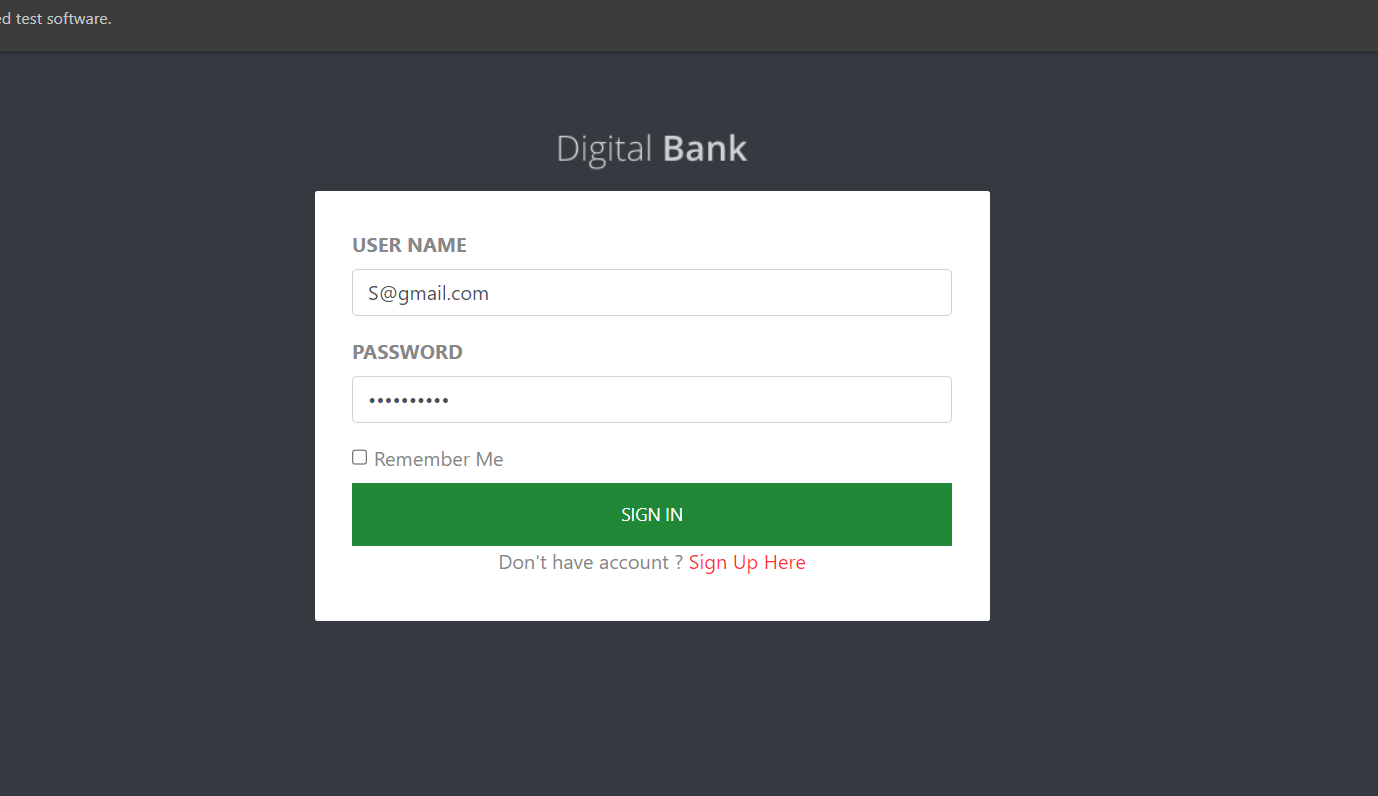 ed test software.
Digital Bank
USER NAME
S@gmail.com
PASSWORD
••••••••••
Remember Me
SIGN IN
Don't have account ? Sign Up Here